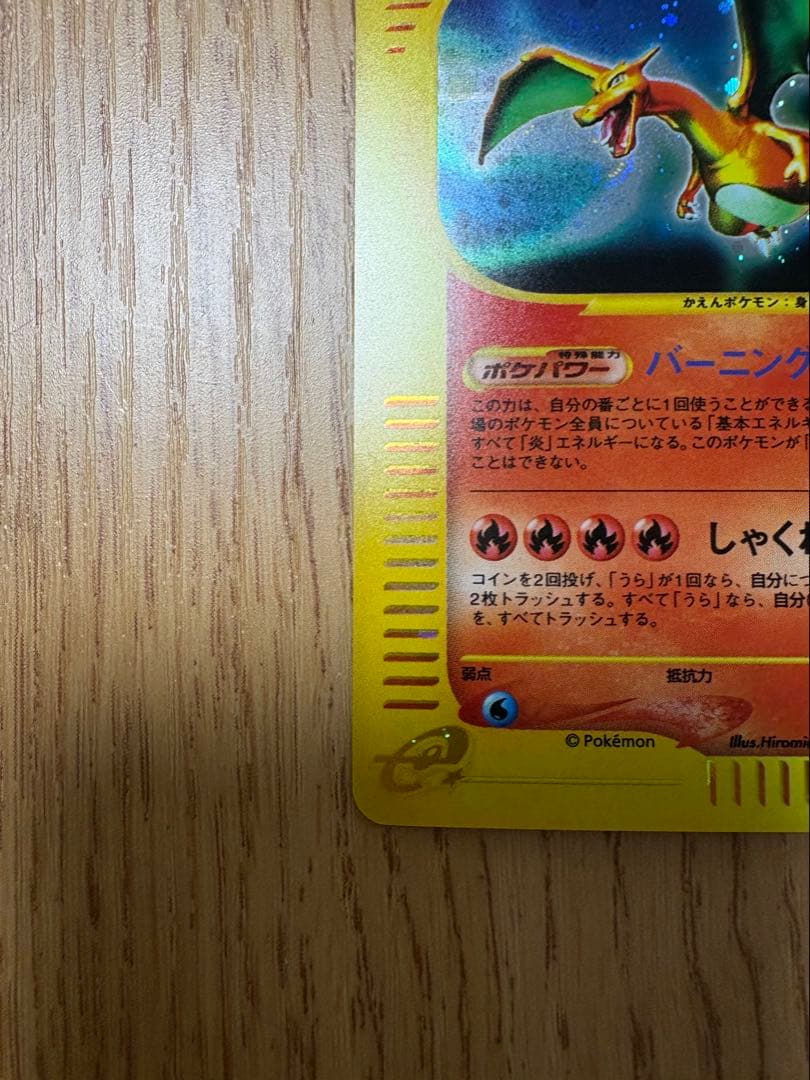 かえんポケモン：身
特殊能力
ポケパワー バーニング
この力は、自分の番ごとに1回使うことができる
場のポケモン全員についている「基本エネルギ
すべて「炎」エネルギーになる。このポケモンが「
ことはできない。
しゃくね
コインを2回投げ、「うら」が1回なら、自分につ
2枚トラッシュする。すべて「うら」なら、自分に
を、すべてトラッシュする。
弱点 抵抗力
© Pokémon Illus.Hiromi
e